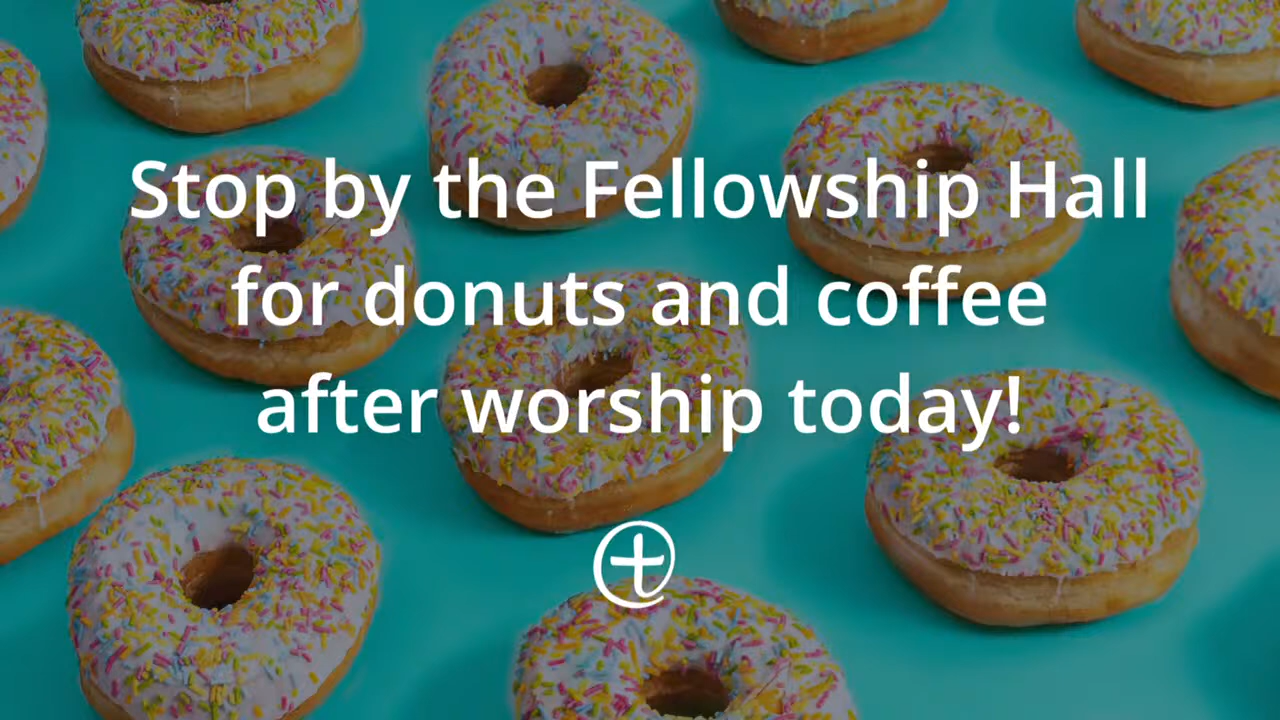 Stop by the Fellowship Hall
for donuts and coffee
after worship today!